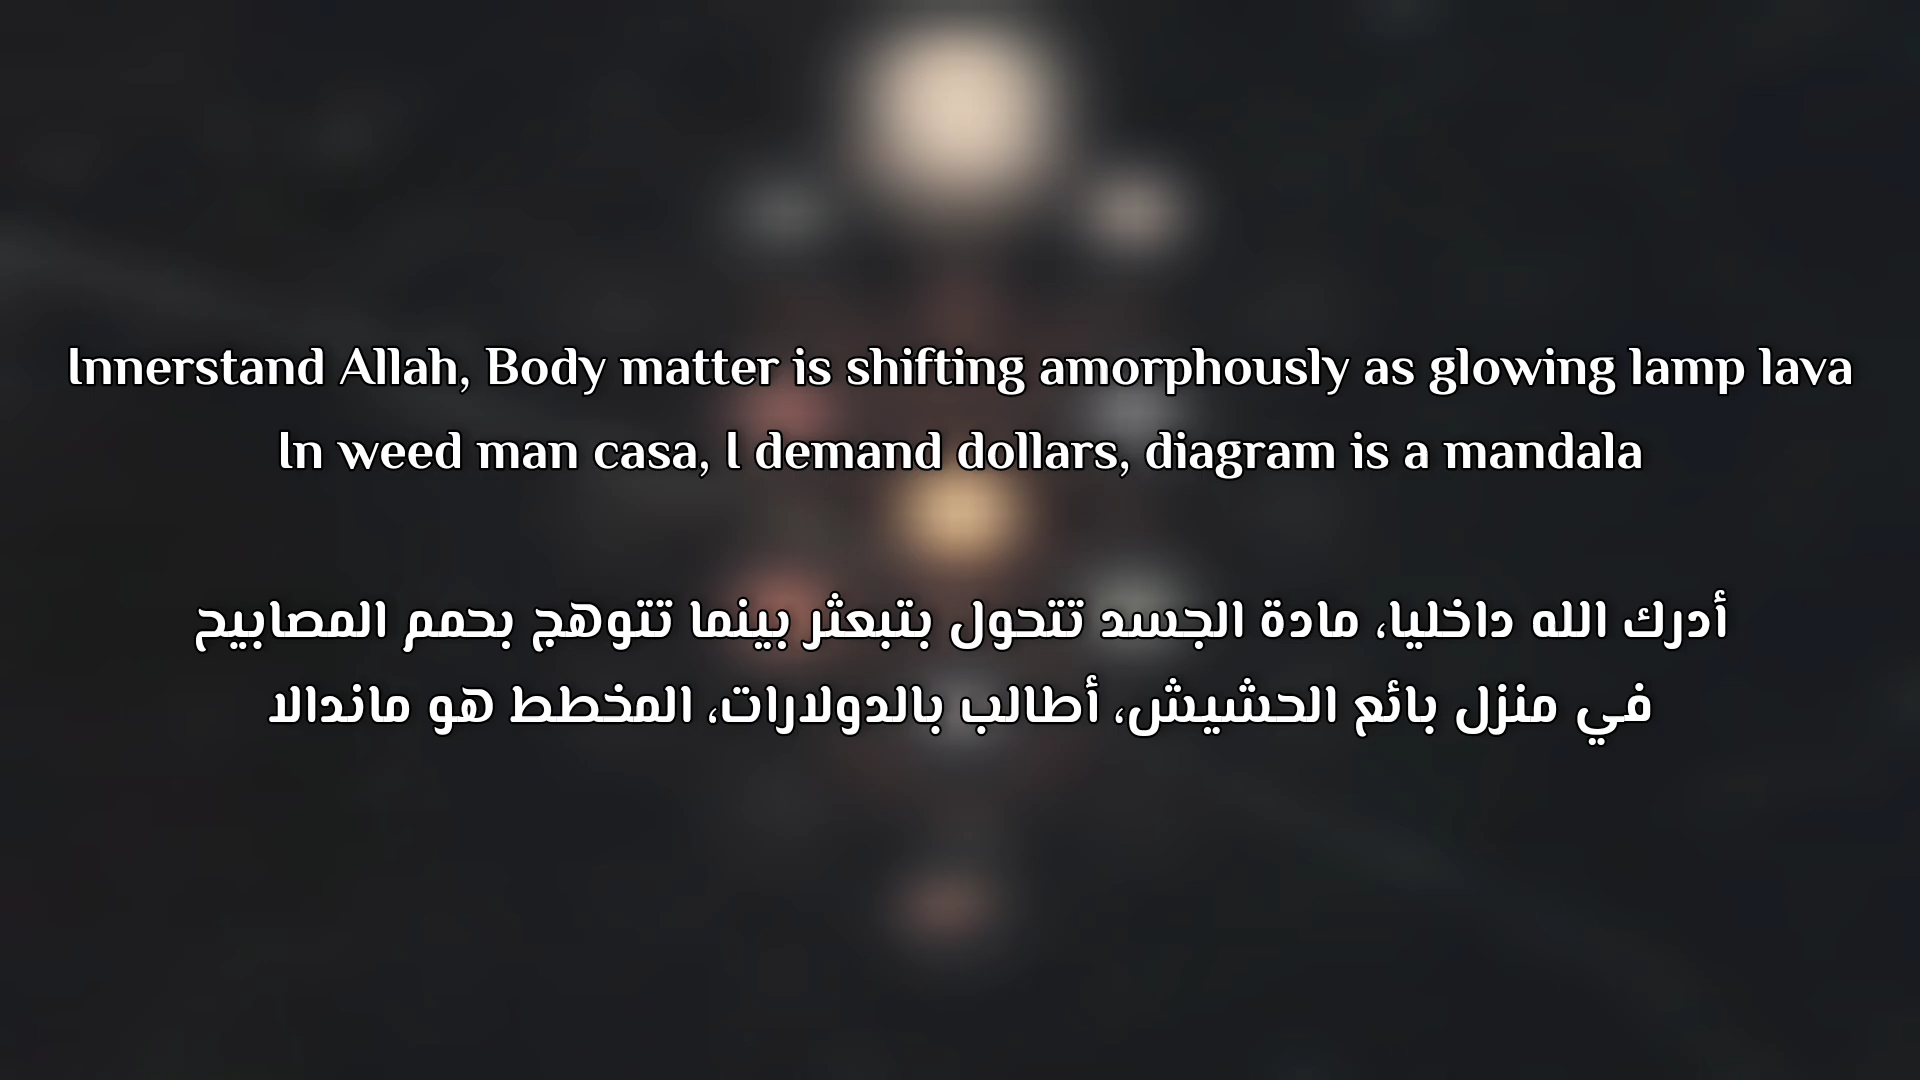 Innerstand Allah, Body matter is shifting amorphously as glowing lamp lava
In weed man casa, I demand dollars, diagram is a mandala
أدرك الله داخليا، مادة الجسد تتحول بتبعثر بينما تتوهج بحمم المصابيح
في منزل بائع الحشيش، أطالب بالدولارات، المخطط هو ماندالا